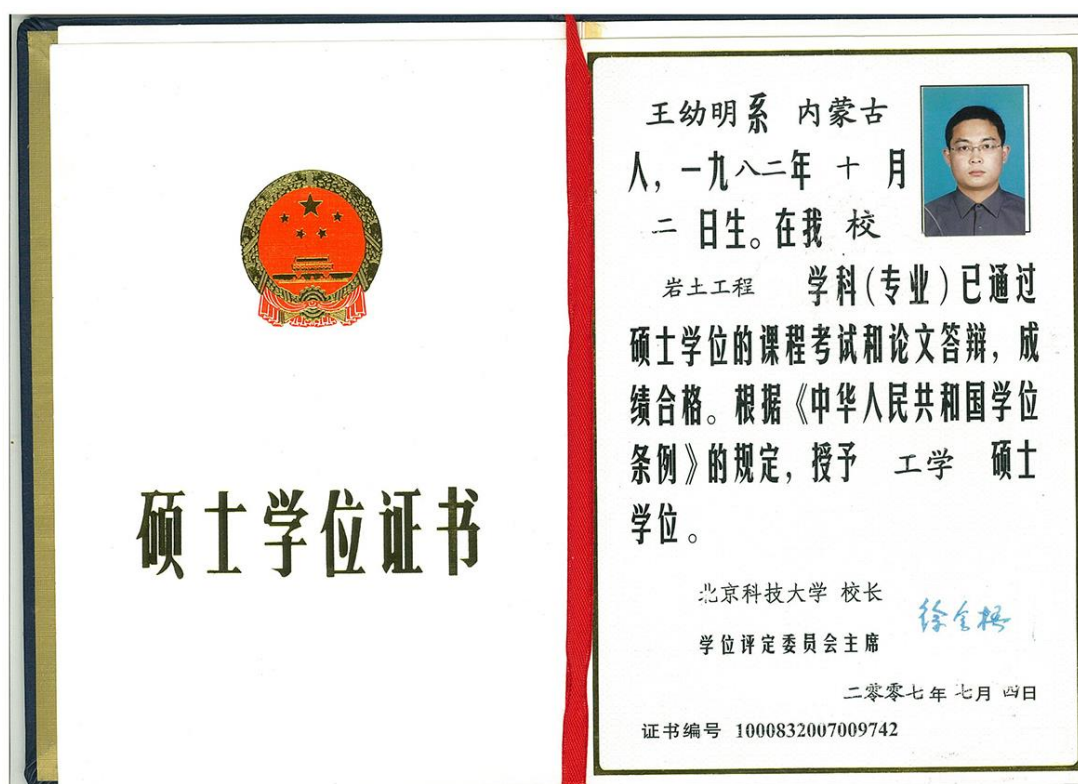 硕士学位证书
王幼明系 内蒙古
人，一九八二年 十 月
二 日生。在我 校
岩土工程 学科(专业)已通过
硕士学位的课程考试和论文答辩，成
绩合格。根据《中华人民共和国学位
条例》的规定，授予 工学 硕士
学位。
北京科技大学 校长
徐金梧
学位评定委员会主席
二零零七年 七月 四日
证书编号 1000832007009742